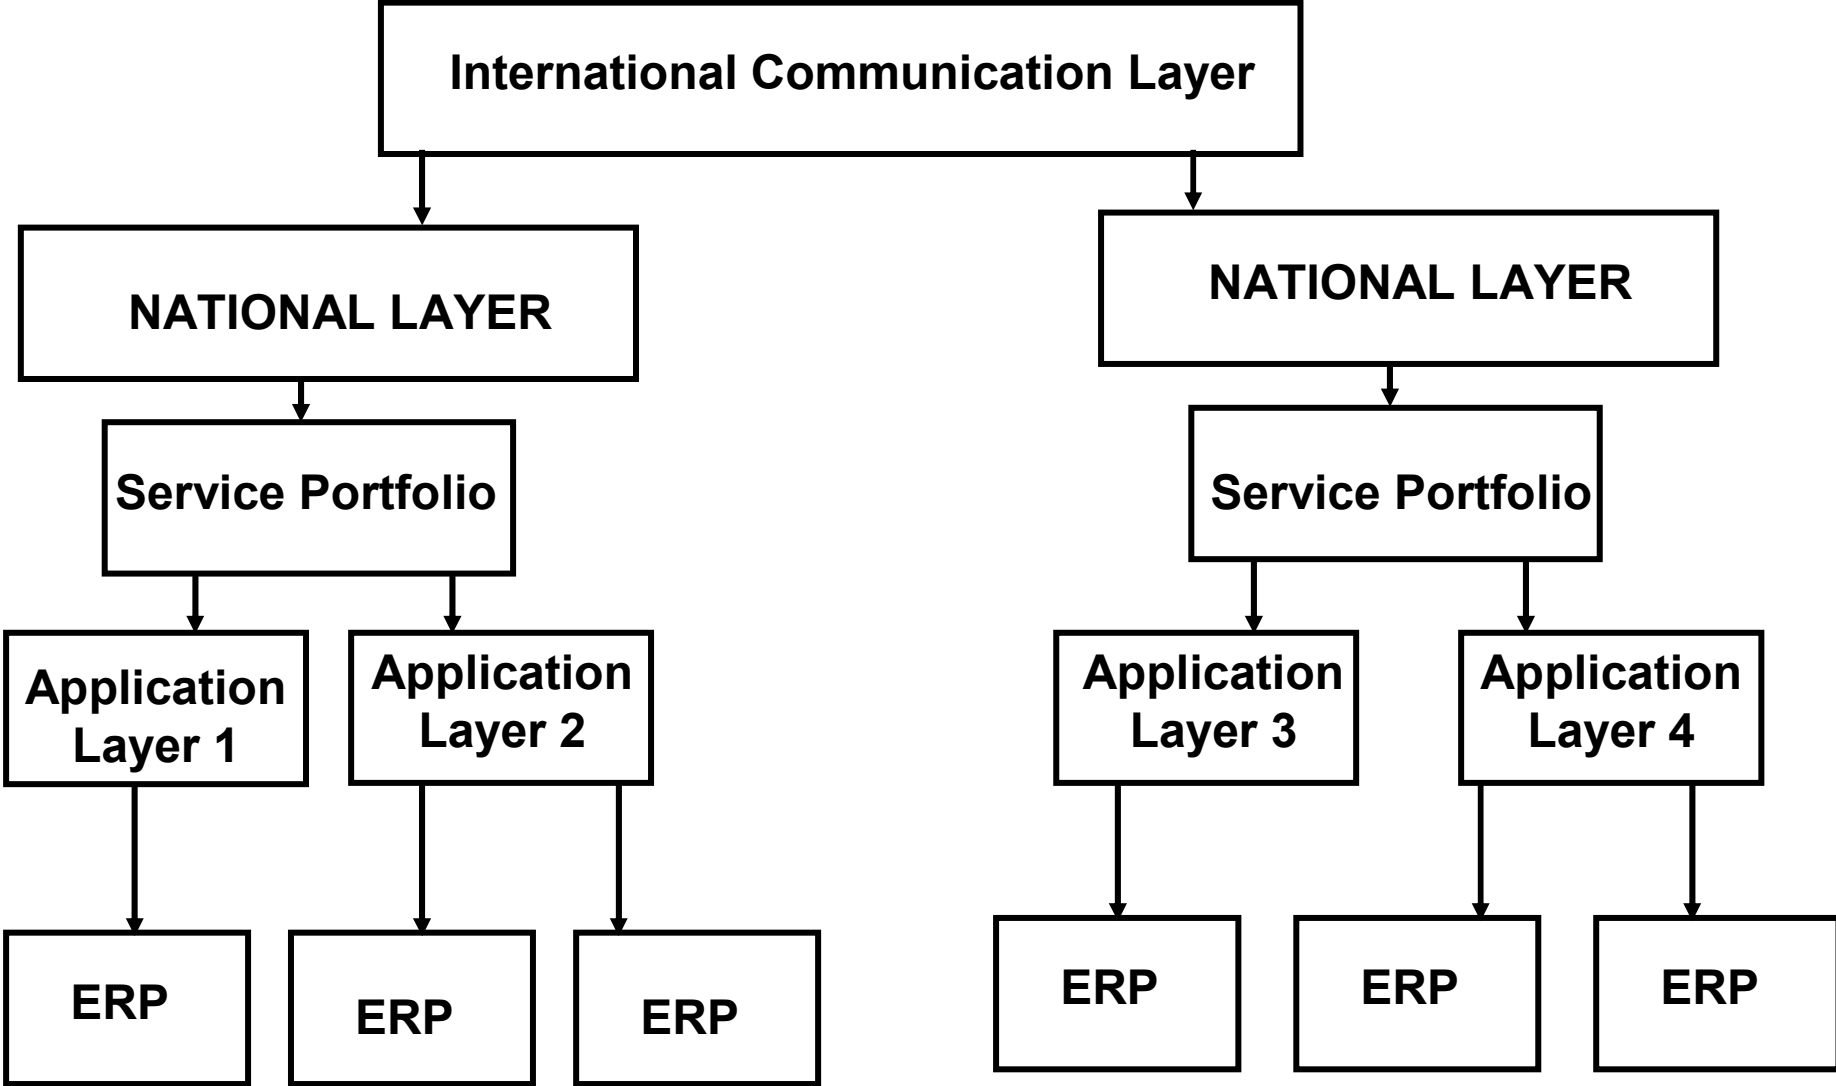 International Communication Layer
NATIONAL LAYER
NATIONAL LAYER
Service Portfolio
Service Portfolio
Application
Layer 1
Application
Layer 2
Application
Layer 3
Application
Layer 4
ERP
ERP
ERP
ERP
ERP
ERP